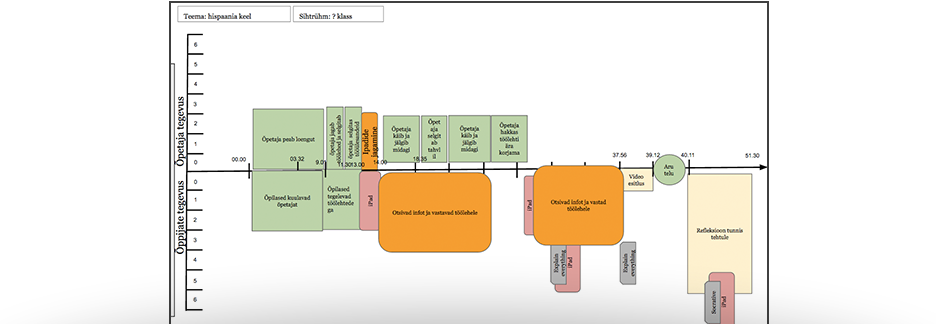 Teema: hispaania keel
Sihtrühm: ? klass
Õpetaja tegevus
6
5
4
3
2
1
0
Õpetaja peab loengut
õpetaja jagab
töölehed ja selgitab
õpetaja selgitas
Ipadide
jagamine
Õpetaja
käib ja
jälgib
midagi
Õpet
aja
selgit
ab
tahvl
il
Õpetaja
käib ja
jälgib
midagi
Õpetaja
hakkas
töölehti
ära
korjama
00.00
03.32
9.0
11.30
13.00
14.00
18.35
37.56
39.12
40.11
51.30
Õppijate tegevus
0
1
2
3
4
5
6
Õpilased kuulavad
õpetajat
Õpilased
tegelevad
töölehtede
ga
iPad
Otsivad infot ja vastavad töölehele
iPad
Otsivad infot ja vastad
töölehele
Explain
everything
iPad
Explain
everything
Video
esitlus
Aru
telu
Refleksioon tunnis
tehtule
Socrative
iPad